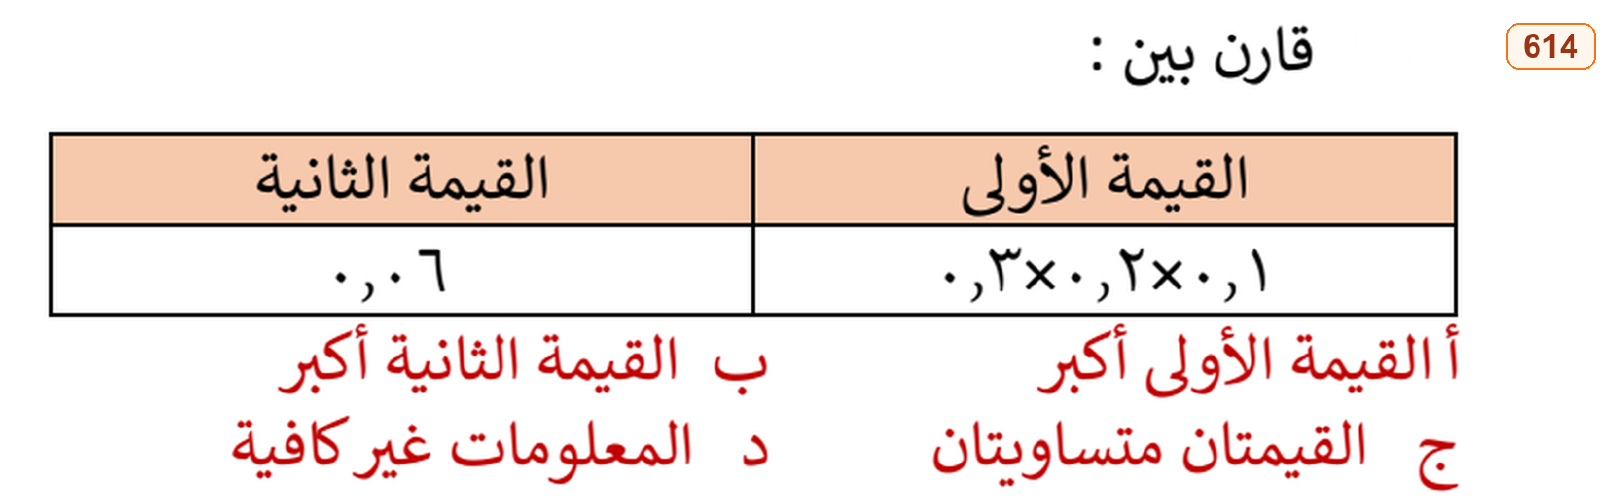 614
قارن بين :
القيمة الأولى القيمة الثانية
٠,٣×٠,٢×٠,١ ٠,٠٦
أ القيمة الأولى أكبر ب القيمة الثانية أكبر
ج القيمتان متساويتان د المعلومات غير كافية